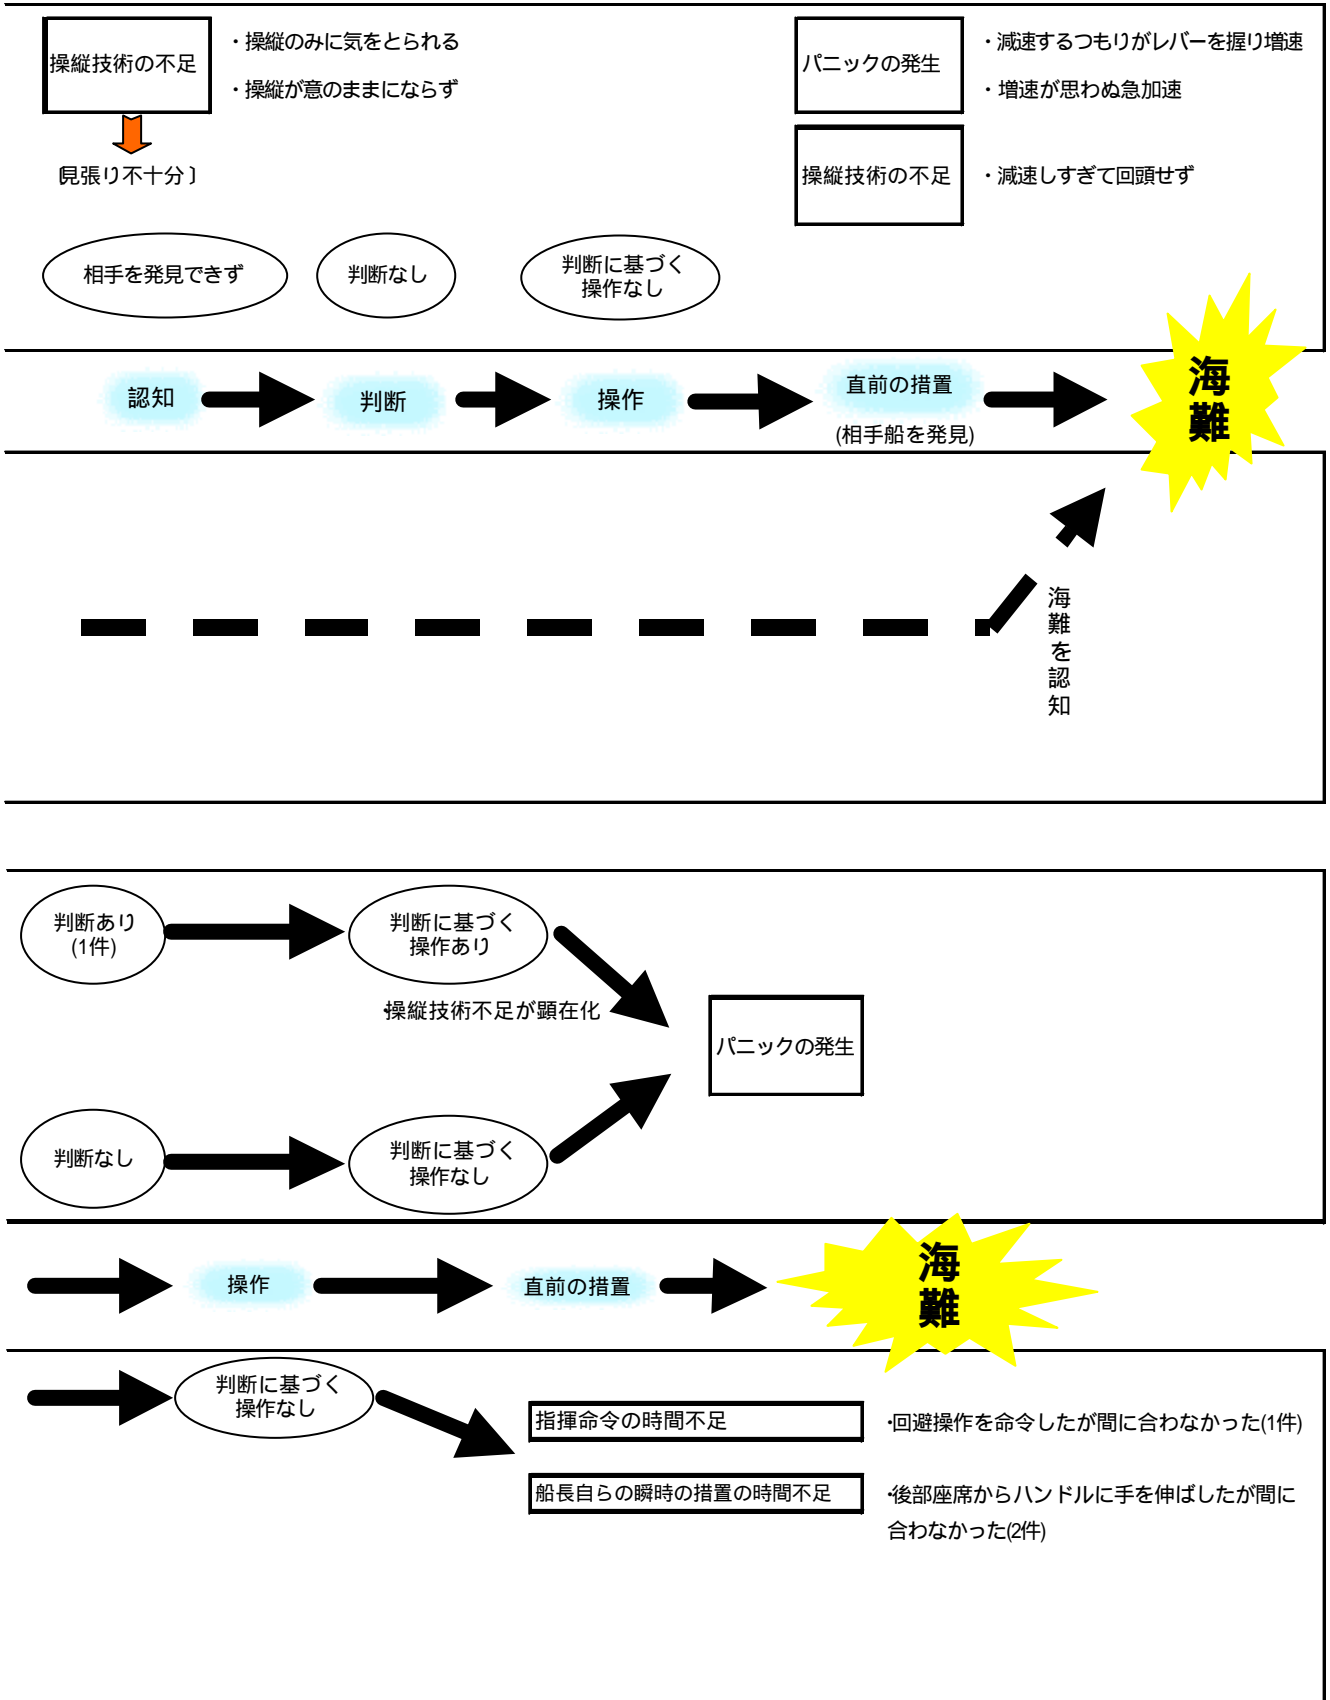 操縦技術の不足
・操縦のみに気をとられる
・操縦が意のままにならず
〔見張り不十分〕
パニックの発生
・減速するつもりがレバーを握り増速
・増速が思わぬ急加速
操縦技術の不足
・減速しすぎて回頭せず
相手を発見できず
判断なし
判断に基づく
操作なし
認知
判断
操作
直前の措置
(相手船を発見)
海難
海難を認知
判断あり
(1件)
判断に基づく
操作あり
・操縦技術不足が顕在化
パニックの発生
判断なし
判断に基づく
操作なし
操作
直前の措置
海難
判断に基づく
操作なし
指揮命令の時間不足
・回避操作を命令したが間に合わなかった(1件)
船長自らの瞬時の措置の時間不足
・後部座席からハンドルに手を伸ばしたが間に
合わなかった(2件)